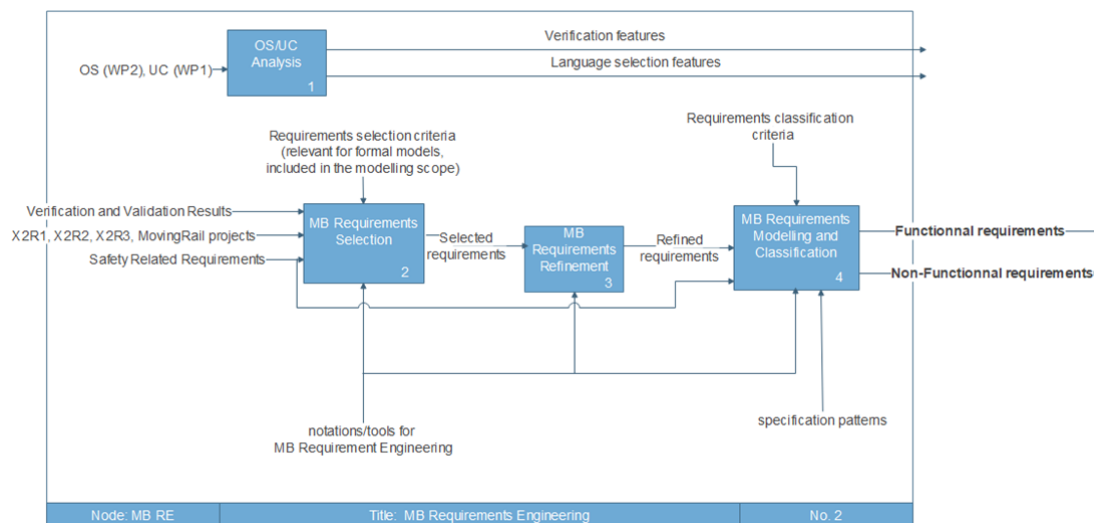 OS/UC
Analysis
1
OS (WP2), UC (WP1)
Verification features
Language selection features
Requirements selection criteria
(relevant for formal models,
included in the modelling scope)
Requirements classification
criteria
Verification and Validation Results
X2R1, X2R2, X2R3, MovingRail projects
Safety Related Requirements
MB Requirements
Selection
2
Selected
requirements
MB
Requirements
Refinement
3
Refined
requirements
MB Requirements
Modelling and
Classification
4
Functionnal requirements
Non-Functionnal requirements
notations/tools for
MB Requirement Engineering
specification patterns
Node: MB RE
Title: MB Requirements Engineering
No. 2